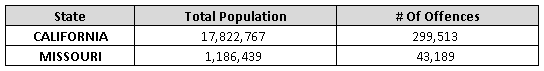 State Total Population # Of Offences
CALIFORNIA 17,822,767 299,513
MISSOURI 1,186,439 43,189